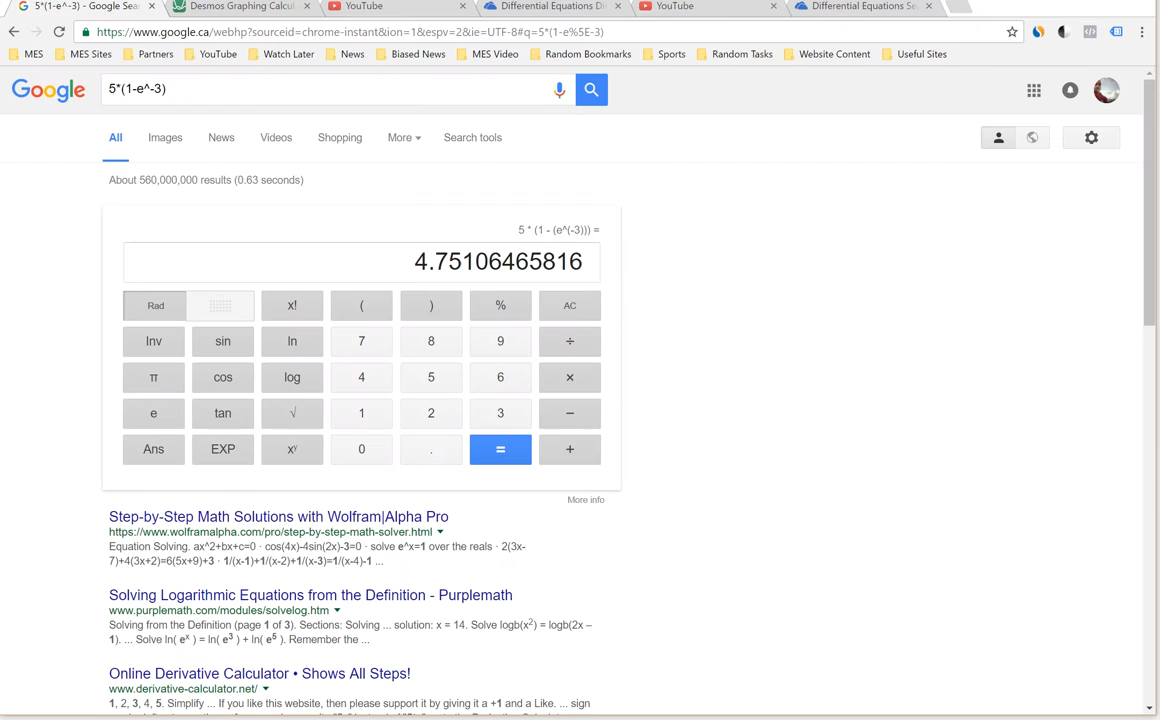 5*(1-e^-3) - Google Sea
Desmos Graphing Calcul
YouTube
Differential Equations Di
YouTube
Differential Equations Se
https://www.google.ca/webhp?sourceid=chrome-instant&ion=1&espv=2&ie=UTF-8#q=5*(1-e%5E-3)
MES
MES Sites
Partners
YouTube
Watch Later
News
Biased News
MES Video
Random Bookmarks
Sports
Random Tasks
Website Content
Useful Sites
Google
5*(1-e^-3)
All
Images
News
Videos
Shopping
More
Search tools
About 560,000,000 results (0.63 seconds)
5 * (1 - (e^(-3))) =
4.75106465816
Rad x! ( ) % AC
Inv sin ln 7 8 9 ÷
π cos log 4 5 6 ×
e tan √ 1 2 3 −
Ans EXP xʸ 0 . = +
More info
Step-by-Step Math Solutions with Wolfram|Alpha Pro
https://www.wolframalpha.com/pro/step-by-step-math-solver.html
Equation Solving. ax^2+bx+c=0 · cos(4x)-4sin(2x)-3=0 · solve e^x=1 over the reals · 2(3x-
7)+4(3x+2)=6(5x+9)+3 · 1/(x-1)+1/(x-2)+1/(x-3)=1/(x-4)-1 ...
Solving Logarithmic Equations from the Definition - Purplemath
www.purplemath.com/modules/solvelog.htm
Solving from the Definition (page 1 of 3). Sections: Solving ... solution: x = 14. Solve logb(x²) = logb(2x –
1). ... Solve ln( eˣ ) = ln( e³ ) + ln( e⁵ ). Remember the ...
Online Derivative Calculator • Shows All Steps!
www.derivative-calculator.net/
1, 2, 3, 4, 5. Simplify ... If you like this website, then please support it by giving it a +1 and a Like. ... sign